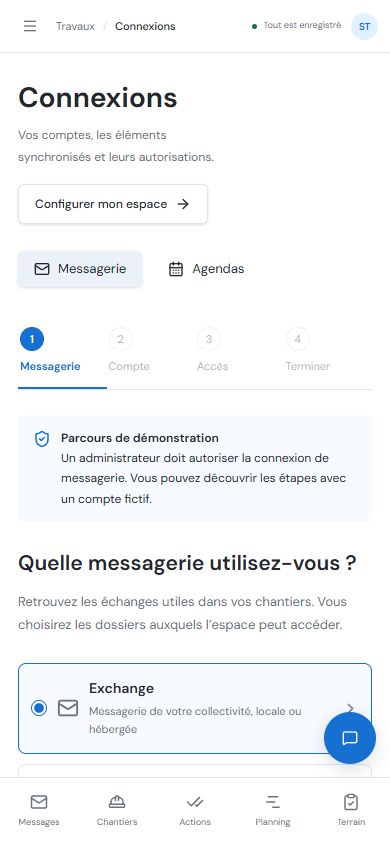 Travaux / Connexions
Tout est enregistré
ST
Connexions
Vos comptes, les éléments
synchronisés et leurs autorisations.
Configurer mon espace
Messagerie
Agendas
1
2
3
4
Messagerie
Compte
Accès
Terminer
Parcours de démonstration
Un administrateur doit autoriser la connexion de
messagerie. Vous pouvez découvrir les étapes avec
un compte fictif.
Quelle messagerie utilisez-vous ?
Retrouvez les échanges utiles dans vos chantiers. Vous
choisirez les dossiers auxquels l’espace peut accéder.
Exchange
Messagerie de votre collectivité, locale ou
hébergée
Messages
Chantiers
Actions
Planning
Terrain